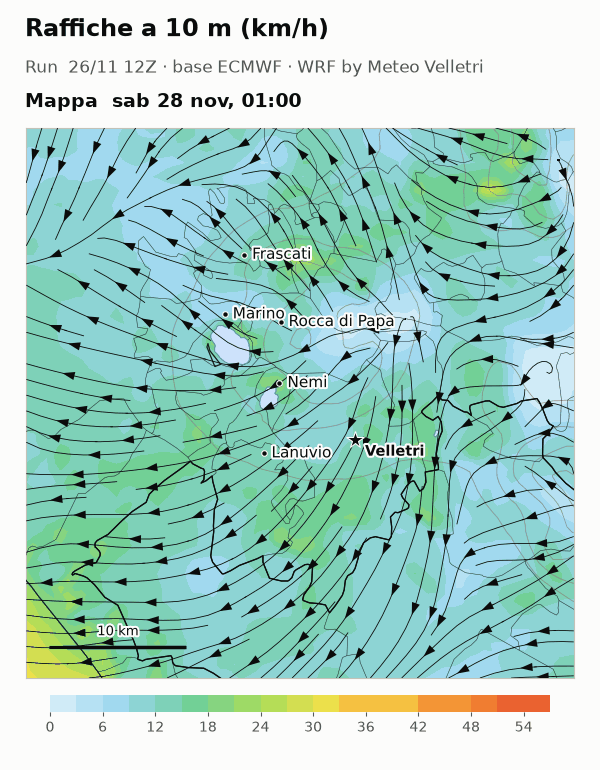 Raffiche a 10 m (km/h)
Run  26/11 12Z · base ECMWF · WRF by Meteo Velletri
Mappa  sab 28 nov, 01:00
Frascati
Marino
Rocca di Papa
Nemi
Velletri
Lanuvio
10 km
0 6 12 18 24 30 36 42 48 54